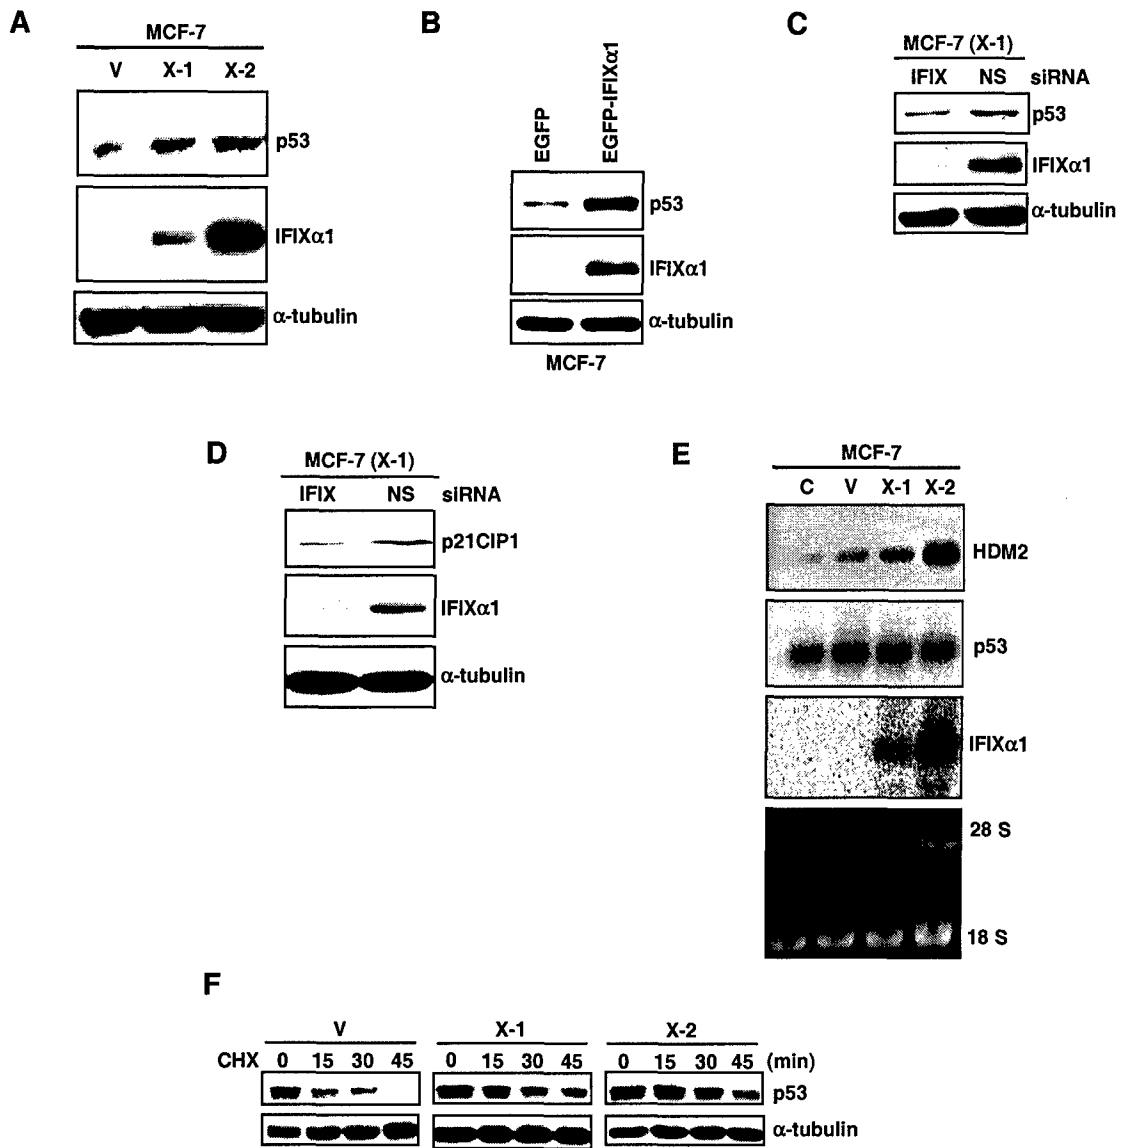 A
MCF-7
V X-1 X-2
p53
IFIXα1
α-tubulin
B
EGFP
EGFP-IFIXα1
p53
IFIXα1
α-tubulin
MCF-7
C
MCF-7 (X-1)
IFIX NS siRNA
p53
IFIXα1
α-tubulin
D
MCF-7 (X-1)
IFIX NS siRNA
p21CIP1
IFIXα1
α-tubulin
E
MCF-7
C V X-1 X-2
HDM2
p53
IFIXα1
28 S
18 S
F
V X-1 X-2
CHX 0 15 30 45 0 15 30 45 0 15 30 45 (min)
p53
α-tubulin